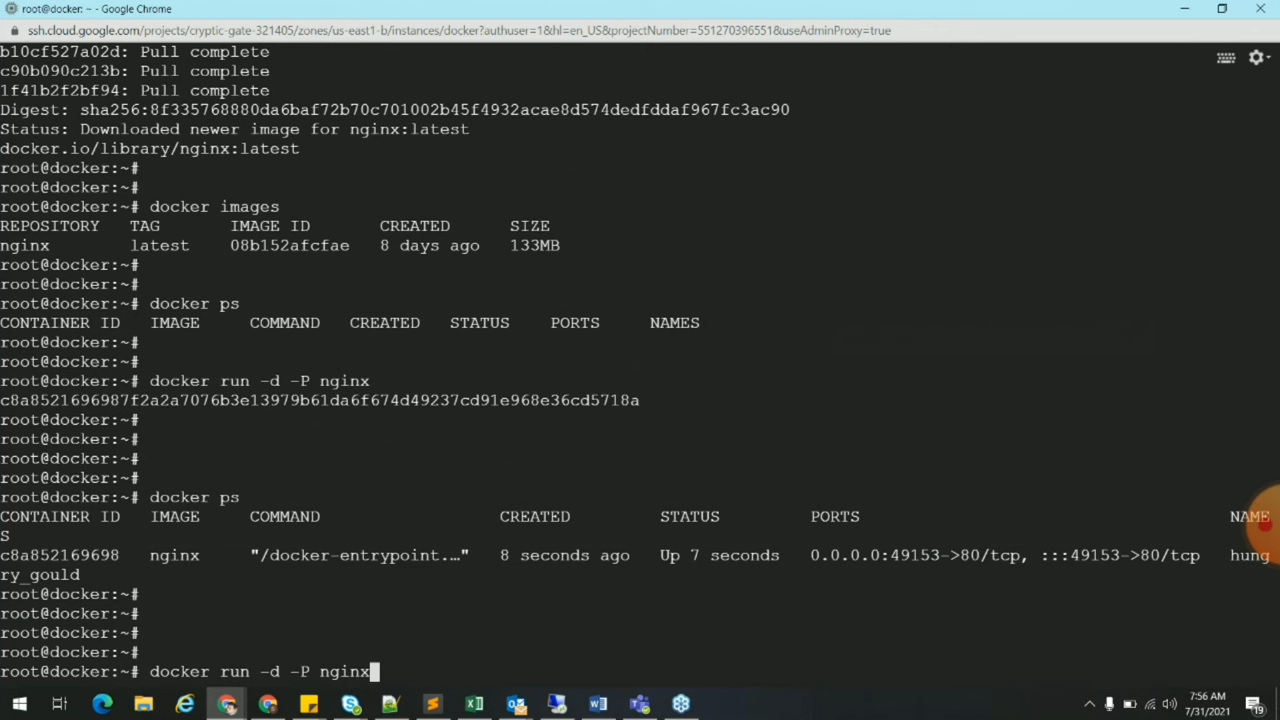 root@docker: ~ - Google Chrome
ssh.cloud.google.com/projects/cryptic-gate-321405/zones/us-east1-b/instances/docker?authuser=1&hl=en_US&projectNumber=551270396551&useAdminProxy=true
b10cf527a02d: Pull complete
c90b090c213b: Pull complete
1f41b2f2bf94: Pull complete
Digest: sha256:8f335768880da6baf72b70c701002b45f4932acae8d574dedfddaf967fc3ac90
Status: Downloaded newer image for nginx:latest
docker.io/library/nginx:latest
root@docker:~#
root@docker:~#
root@docker:~# docker images
REPOSITORY TAG IMAGE ID CREATED SIZE
nginx latest 08b152afcfae 8 days ago 133MB
root@docker:~#
root@docker:~#
root@docker:~# docker ps
CONTAINER ID IMAGE COMMAND CREATED STATUS PORTS NAMES
root@docker:~#
root@docker:~#
root@docker:~# docker run -d -P nginx
c8a8521696987f2a2a7076b3e13979b61da6f674d49237cd91e968e36cd5718a
root@docker:~#
root@docker:~#
root@docker:~#
root@docker:~#
root@docker:~# docker ps
CONTAINER ID IMAGE COMMAND CREATED STATUS PORTS NAME
S
c8a852169698 nginx "/docker-entrypoint.…" 8 seconds ago Up 7 seconds 0.0.0.0:49153->80/tcp, :::49153->80/tcp hung
ry_gould
root@docker:~#
root@docker:~#
root@docker:~#
root@docker:~#
root@docker:~# docker run -d -P nginx
7:56 AM
7/31/2021
19